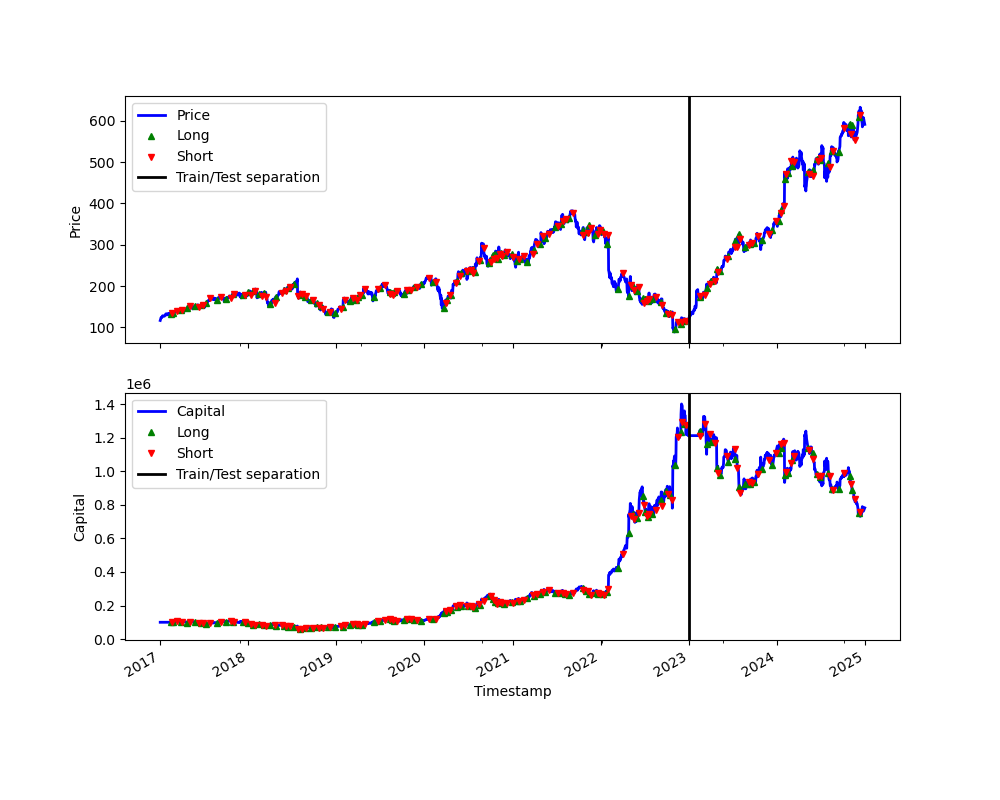 Price
Long
Short
Train/Test separation
600
500
400
300
200
100
Price
1e6
Capital
Long
Short
Train/Test separation
1.4
1.2
1.0
0.8
0.6
0.4
0.2
0.0
Capital
2017 2018 2019 2020 2021 2022 2023 2024 2025
Timestamp